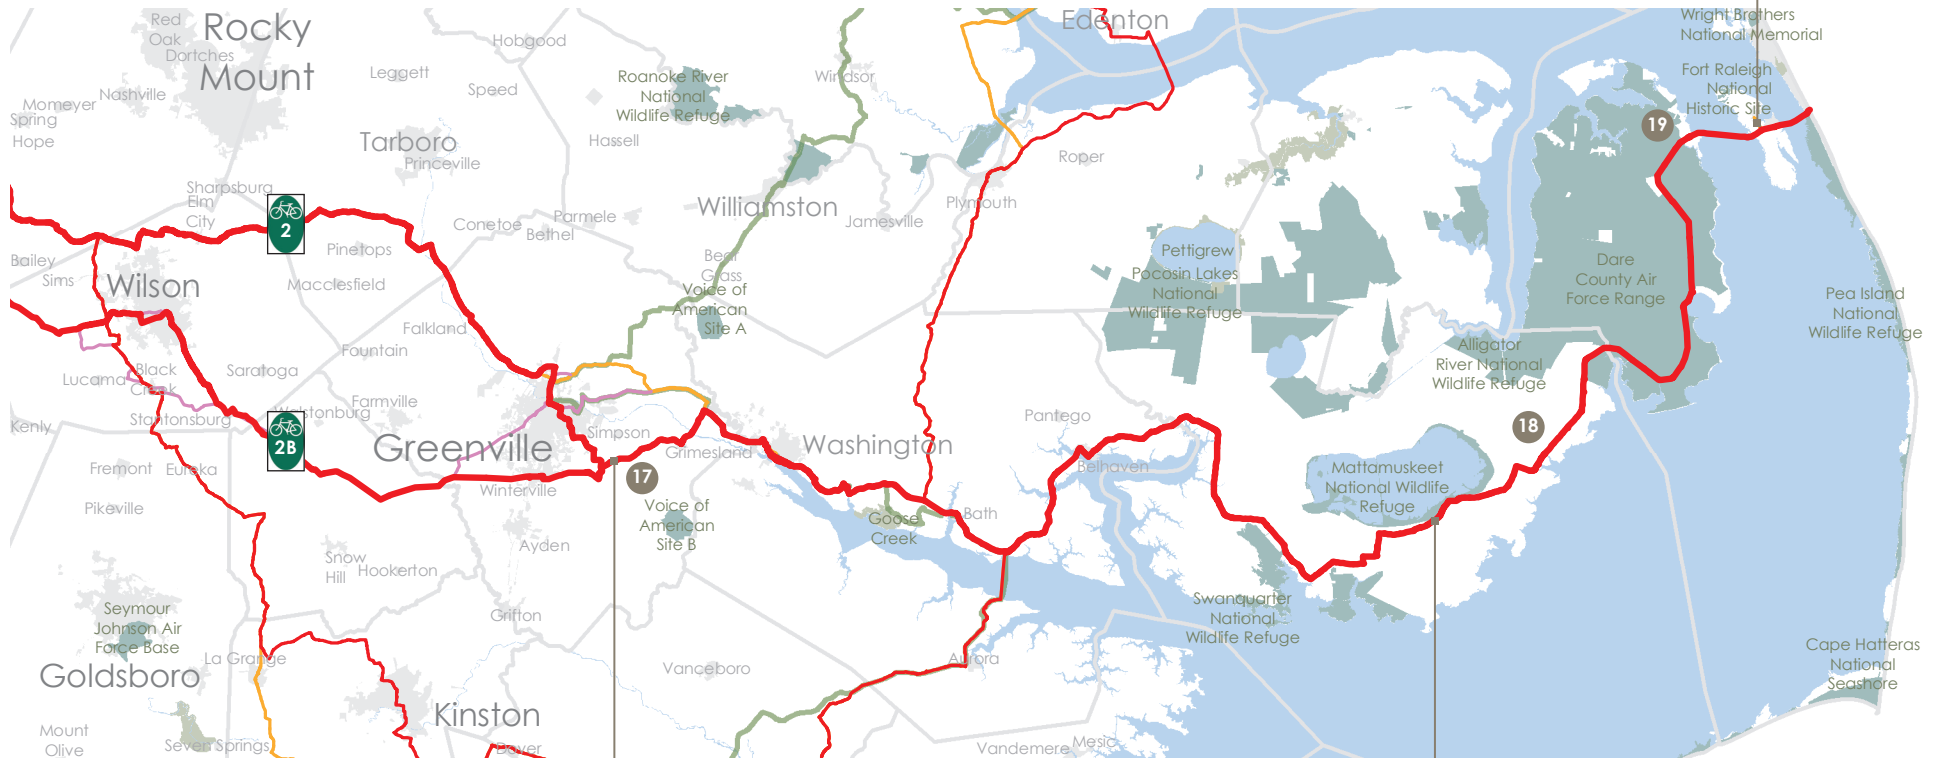 Rocky
Mount
Red
Oak
Dortches
Momeyer
Nashville
Spring
Hope
Leggett
Hobgood
Speed
Tarboro
Princeville
Hassell
Roanoke River
National
Wildlife Refuge
Windsor
Edenton
Wright Brothers
National Memorial
Fort Raleigh
National
Historic Site
19
Roper
Sharpsburg
Elm
City
2
Pinetops
Conetoe
Parmele
Bethel
Williamston
Jamesville
Plymouth
Bailey
Sims
Wilson
Macclesfield
Bear
Grass
Voice of
American
Site A
Pettigrew
Pocosin Lakes
National
Wildlife Refuge
Dare
County Air
Force Range
Pea Island
National
Wildlife Refuge
Falkland
Fountain
Alligator
River National
Wildlife Refuge
Lucama
Black
Creek
Saratoga
Stantonsburg
Walstonburg
Farmville
Kenly
2B
Greenville
Simpson
Grimesland
Washington
Pantego
Belhaven
18
Fremont
Eureka
Pikeville
Winterville
17
Voice of
American
Site B
Goose
Creek
Bath
Mattamuskeet
National Wildlife
Refuge
Ayden
Snow
Hill
Hookerton
Grifton
Seymour
Johnson Air
Force Base
Goldsboro
La Grange
Vanceboro
Aurora
Swanquarter
National
Wildlife Refuge
Cape Hatteras
National
Seashore
Kinston
Mount
Olive
Seven Springs
Dover
Vandemere
Mesic